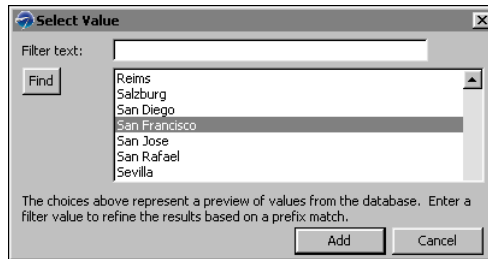 Select Value
Filter text:
Find
Reims
Salzburg
San Diego
San Francisco
San Jose
San Rafael
Sevilla
The choices above represent a preview of values from the database. Enter a
filter value to refine the results based on a prefix match.
Add Cancel